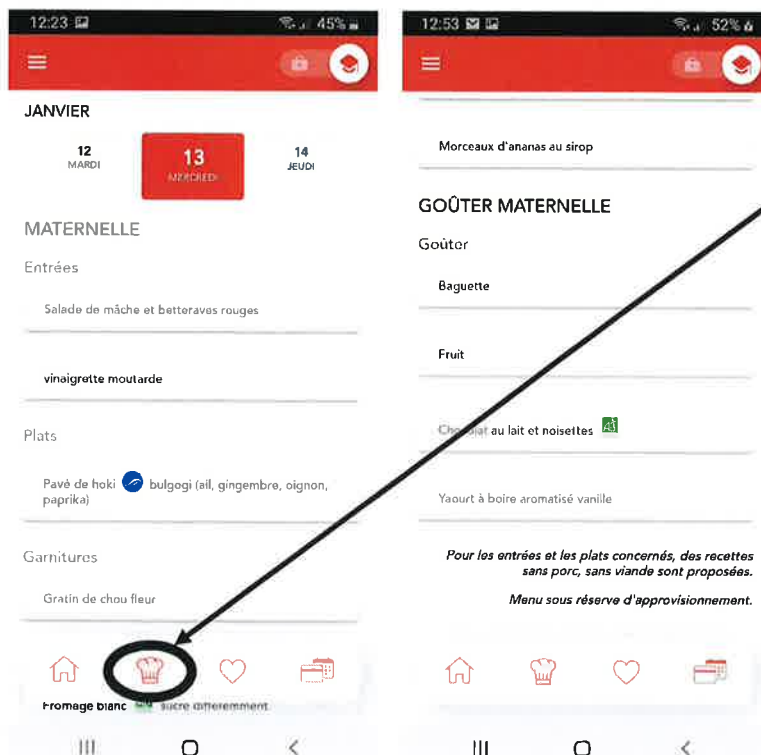 12:23 45%
JANVIER
12 13 14
MARDI MERCREDI JEUDI
MATERNELLE
Entrées
Salade de mâche et betteraves rouges
vinaigrette moutarde
Plats
Pavé de hoki bulgogi (ail, gingembre, oignon,
paprika)
Garnitures
Gratin de chou fleur
Fromage blanc sucre différemment
12:53 52%
Morceaux d'ananas au sirop
GOÛTER MATERNELLE
Goûter
Baguette
Fruit
Chocolat au lait et noisettes AB
Yaourt à boire aromatisé vanille
Pour les entrées et les plats concernés, des recettes
sans porc, sans viande sont proposées.
Menu sous réserve d'approvisionnement.